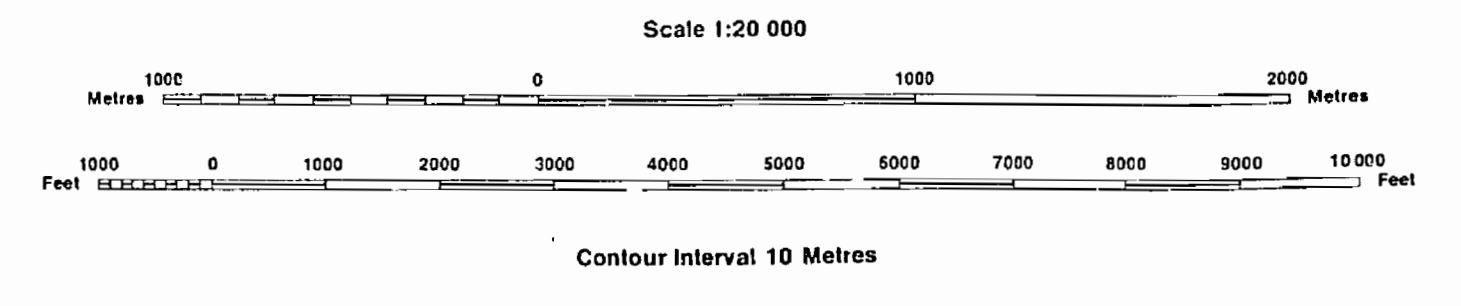 Scale 1:20 000
1000 0 1000 2000
Metres Metres
1000 0 1000 2000 3000 4000 5000 6000 7000 8000 9000 10 000
Feet Feet
Contour Interval 10 Metres